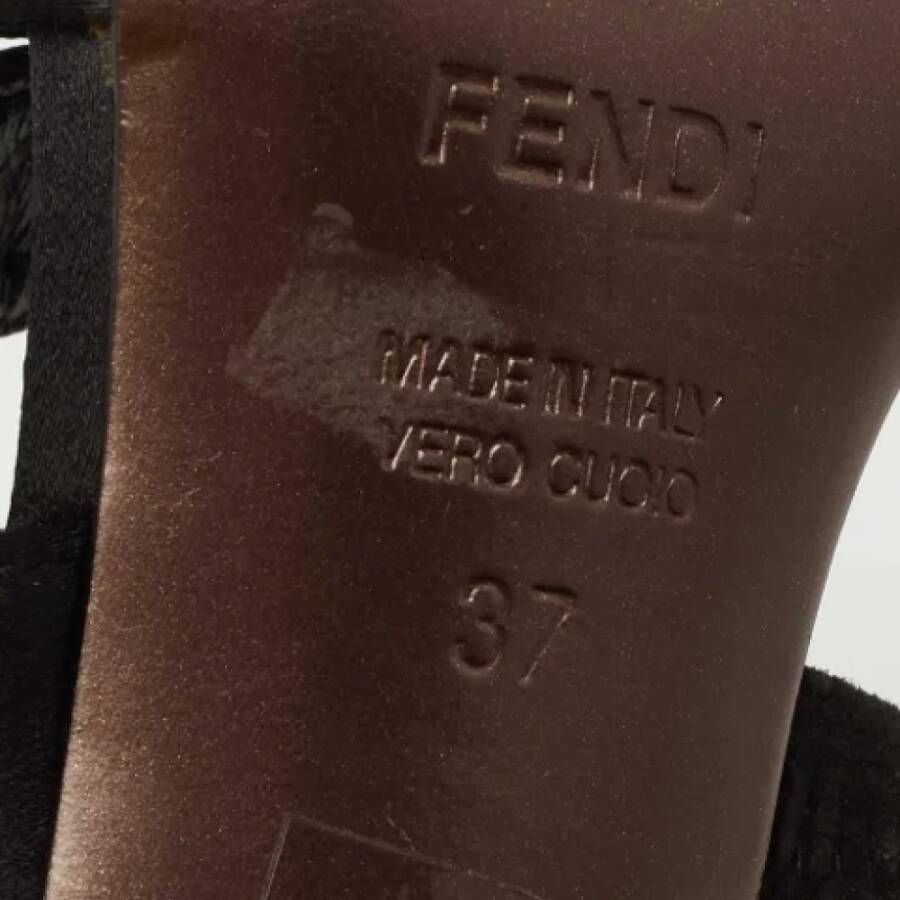 FENDI
MADE IN ITALY
VERO CUOIO
37